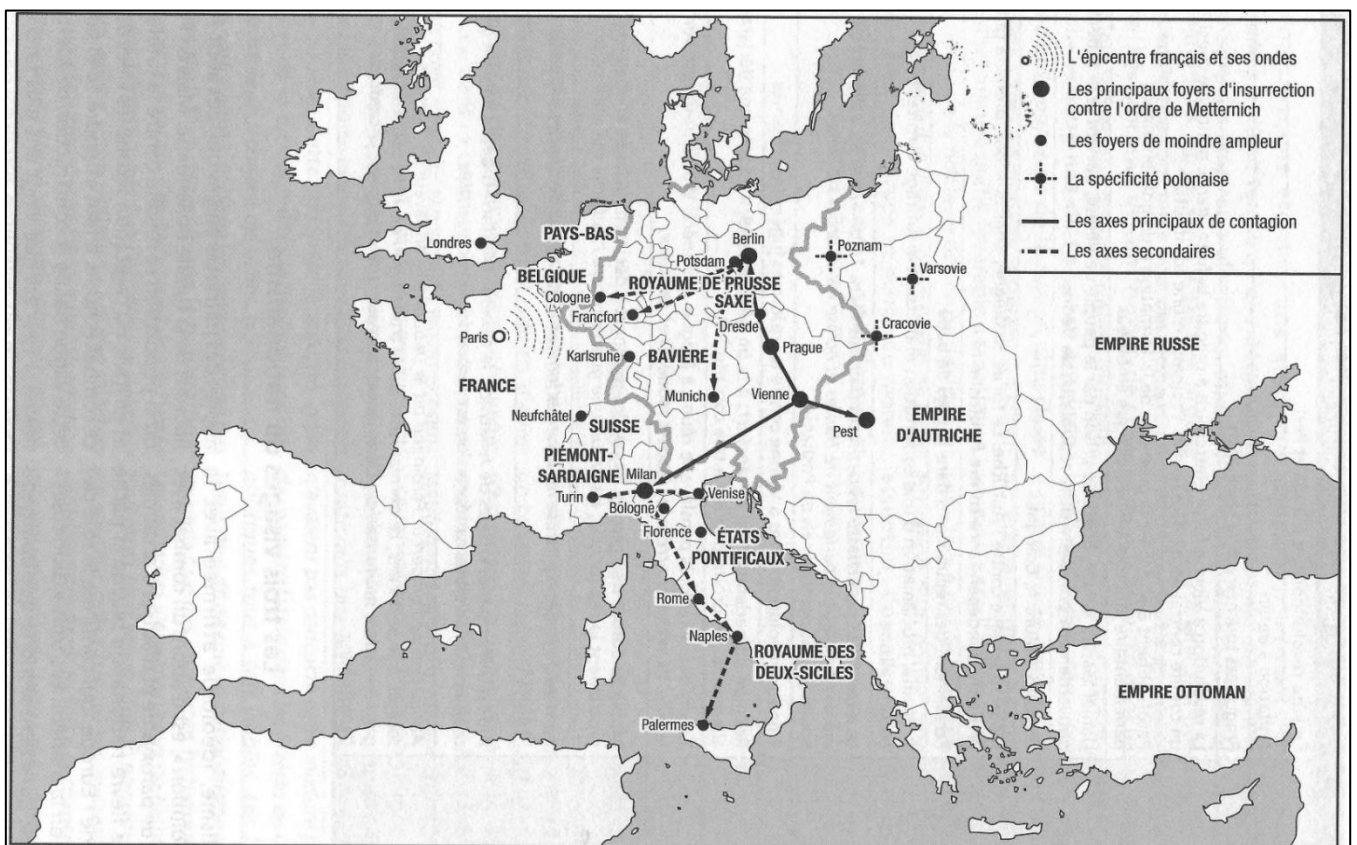 L'épicentre français et ses ondes
Les principaux foyers d'insurrection
contre l'ordre de Metternich
Les foyers de moindre ampleur
La spécificité polonaise
Les axes principaux de contagion
Les axes secondaires
Londres
PAYS-BAS
Berlin
Potsdam
Poznam
Varsovie
BELGIQUE
Cologne
ROYAUME DE PRUSSE
SAXE
Francfort
Dresde
Cracovie
Paris
Karlsruhe
BAVIÈRE
Prague
EMPIRE RUSSE
FRANCE
Munich
Vienne
Neufchâtel
SUISSE
Pest
EMPIRE
D'AUTRICHE
PIÉMONT-
SARDAIGNE
Milan
Turin
Venise
Bologne
Florence
ÉTATS
PONTIFICAUX
Rome
Naples
ROYAUME DES
DEUX-SICILES
EMPIRE OTTOMAN
Palermes